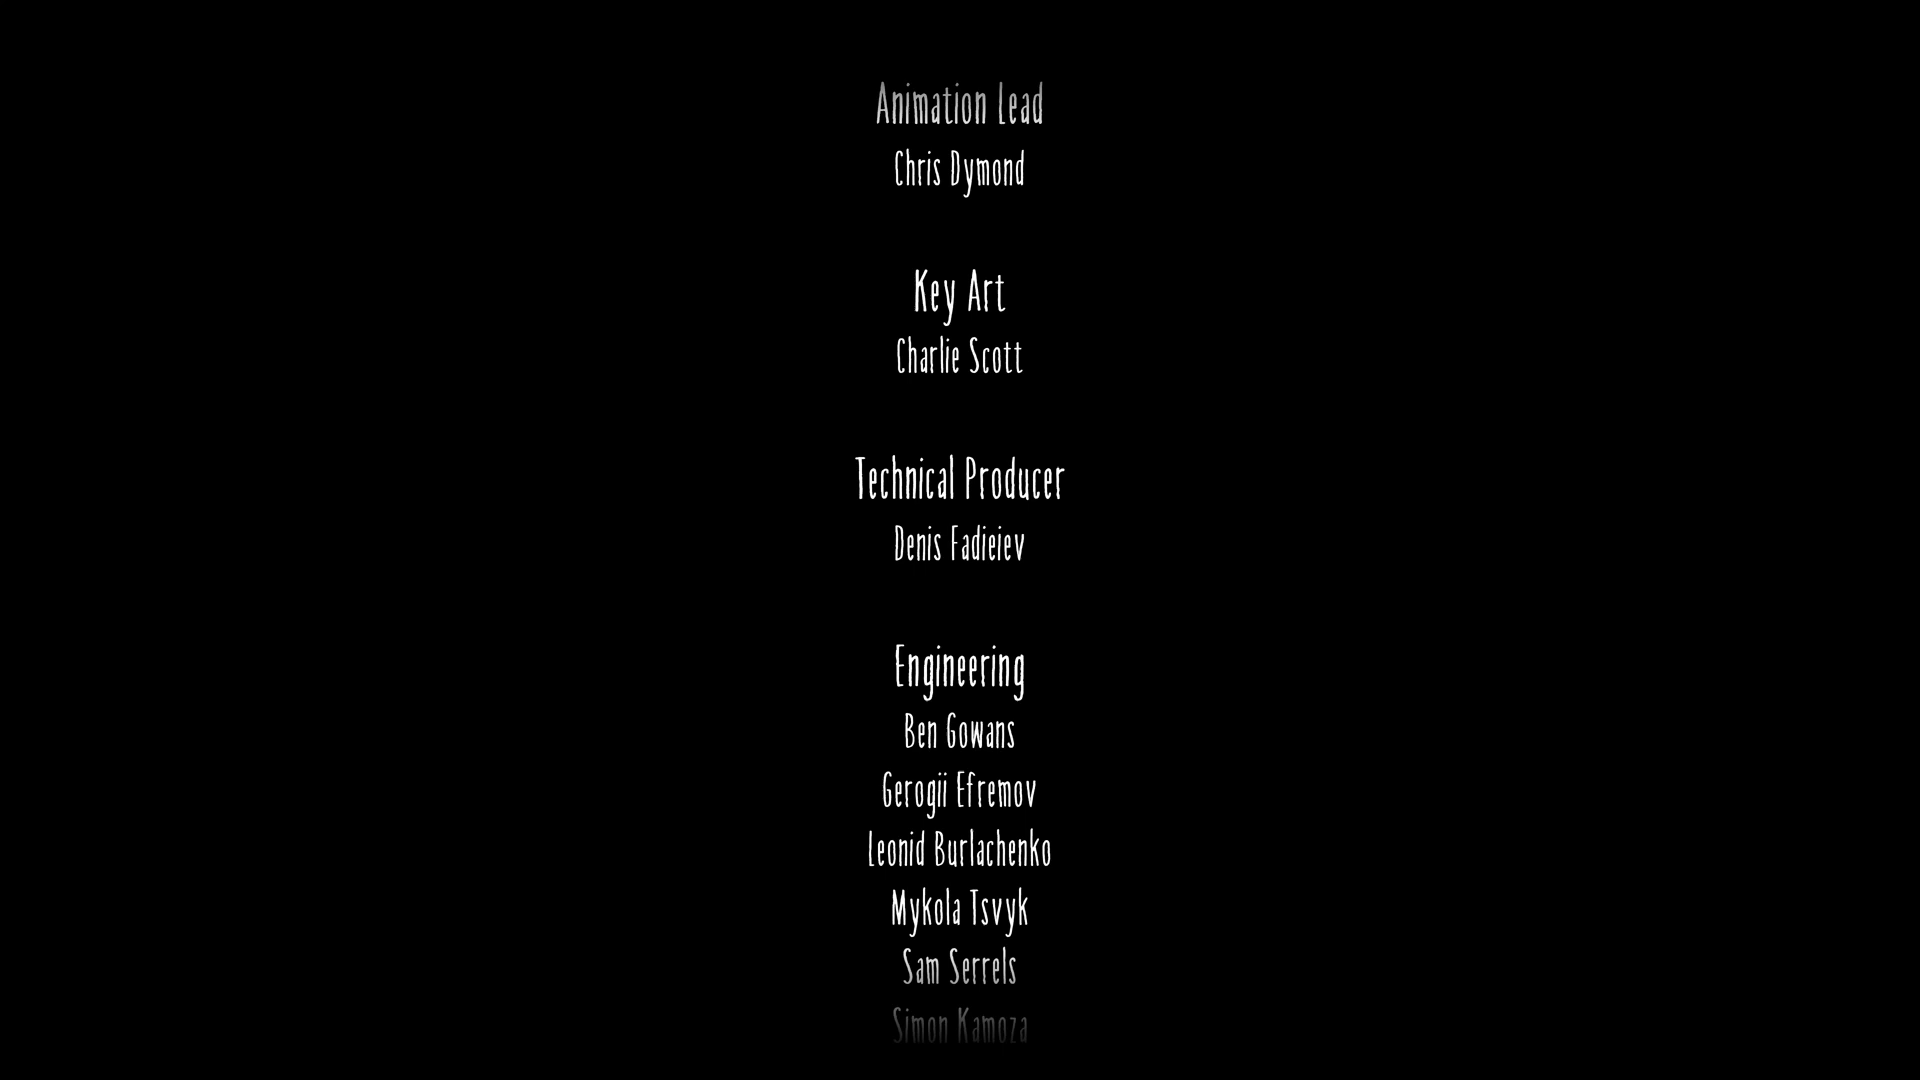 Animation Lead
Chris Dymond
Key Art
Charlie Scott
Technical Producer
Denis Fadieiev
Engineering
Ben Gowans
Gerogii Efremov
Leonid Burlachenko
Mykola Tsvyk
Sam Serrels
Simon Kamoza